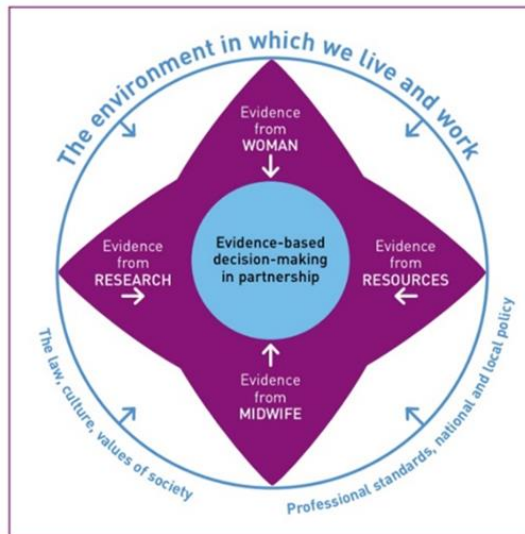 The environment in which we live and work
Evidence
from
WOMAN
Evidence
from
RESEARCH
Evidence-based
decision-making
in partnership
Evidence
from
RESOURCES
Evidence
from
MIDWIFE
The law, culture, values of society
Professional standards, national and local policy